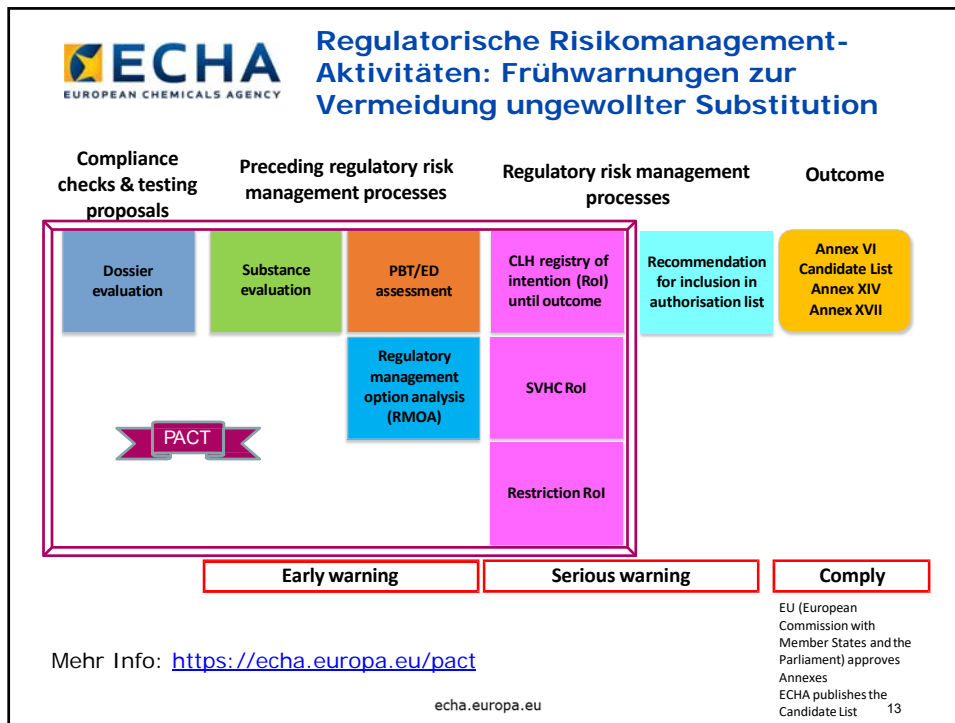 ECHA
EUROPEAN CHEMICALS AGENCY
Regulatorische Risikomanagement-
Aktivitäten: Frühwarnungen zur
Vermeidung ungewollter Substitution
Compliance
checks & testing
proposals
Preceding regulatory risk
management processes
Regulatory risk management
processes
Outcome
Dossier
evaluation
Substance
evaluation
PBT/ED
assessment
CLH registry of
intention (RoI)
until outcome
Recommendation
for inclusion in
authorisation list
Annex VI
Candidate List
Annex XIV
Annex XVII
Regulatory
management
option analysis
(RMOA)
SVHC RoI
PACT
Restriction RoI
Early warning
Serious warning
Comply
EU (European
Commission with
Member States and the
Parliament) approves
Annexes
ECHA publishes the
Candidate List
Mehr Info: https://echa.europa.eu/pact
echa.europa.eu
13